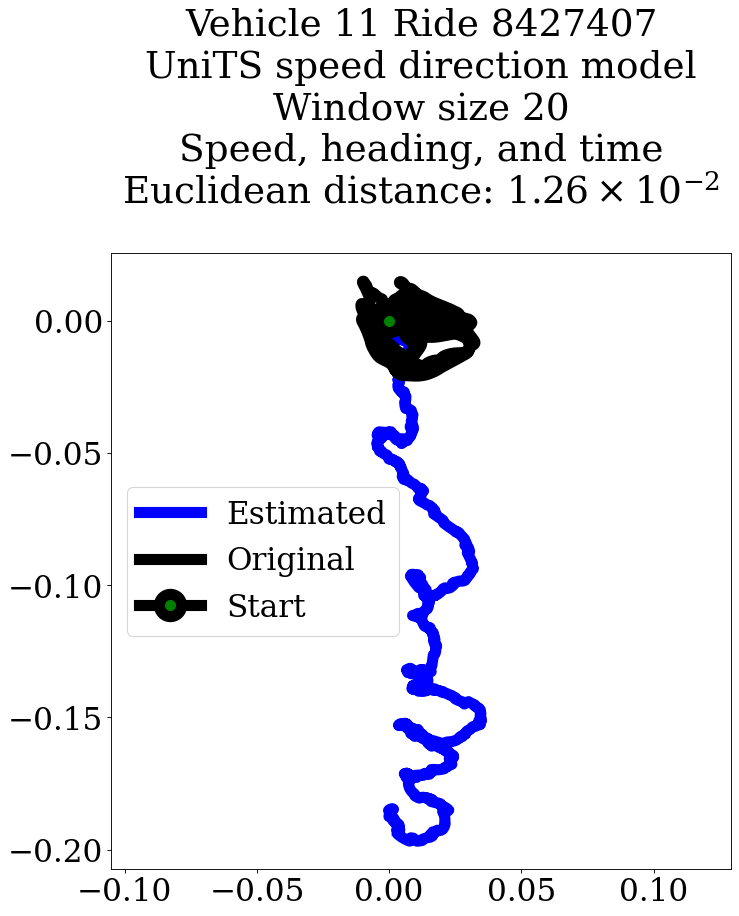 Vehicle 11 Ride 8427407
UniTS speed direction model
Window size 20
Speed, heading, and time
Euclidean distance: 1.26 × 10⁻²
0.00
−0.05
−0.10
−0.15
−0.20
Estimated
Original
Start
−0.10
−0.05
0.00
0.05
0.10